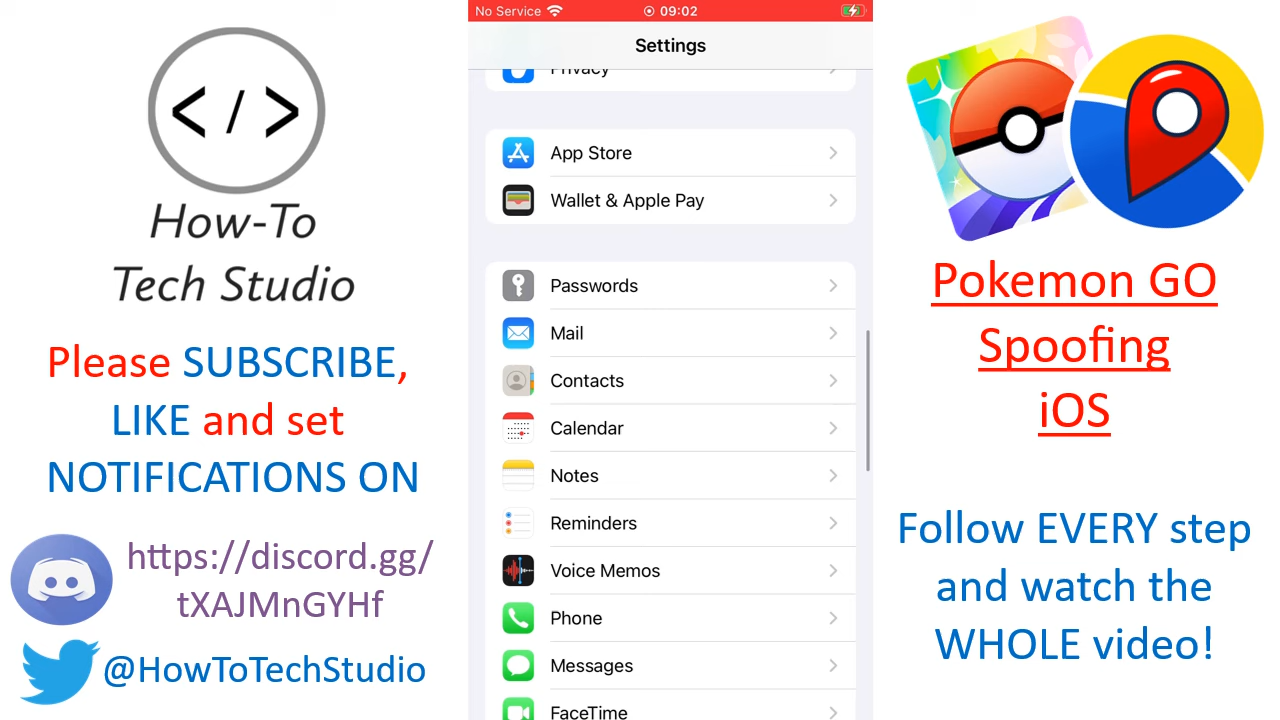 </>
How-To
Tech Studio
Please SUBSCRIBE,
LIKE and set
NOTIFICATIONS ON
https://discord.gg/
tXAJMnGYHf
@HowToTechStudio
No Service
09:02
Settings
Privacy
App Store
Wallet & Apple Pay
Passwords
Mail
Contacts
Calendar
Notes
Reminders
Voice Memos
Phone
Messages
FaceTime
Pokemon GO
Spoofing
iOS
Follow EVERY step
and watch the
WHOLE video!